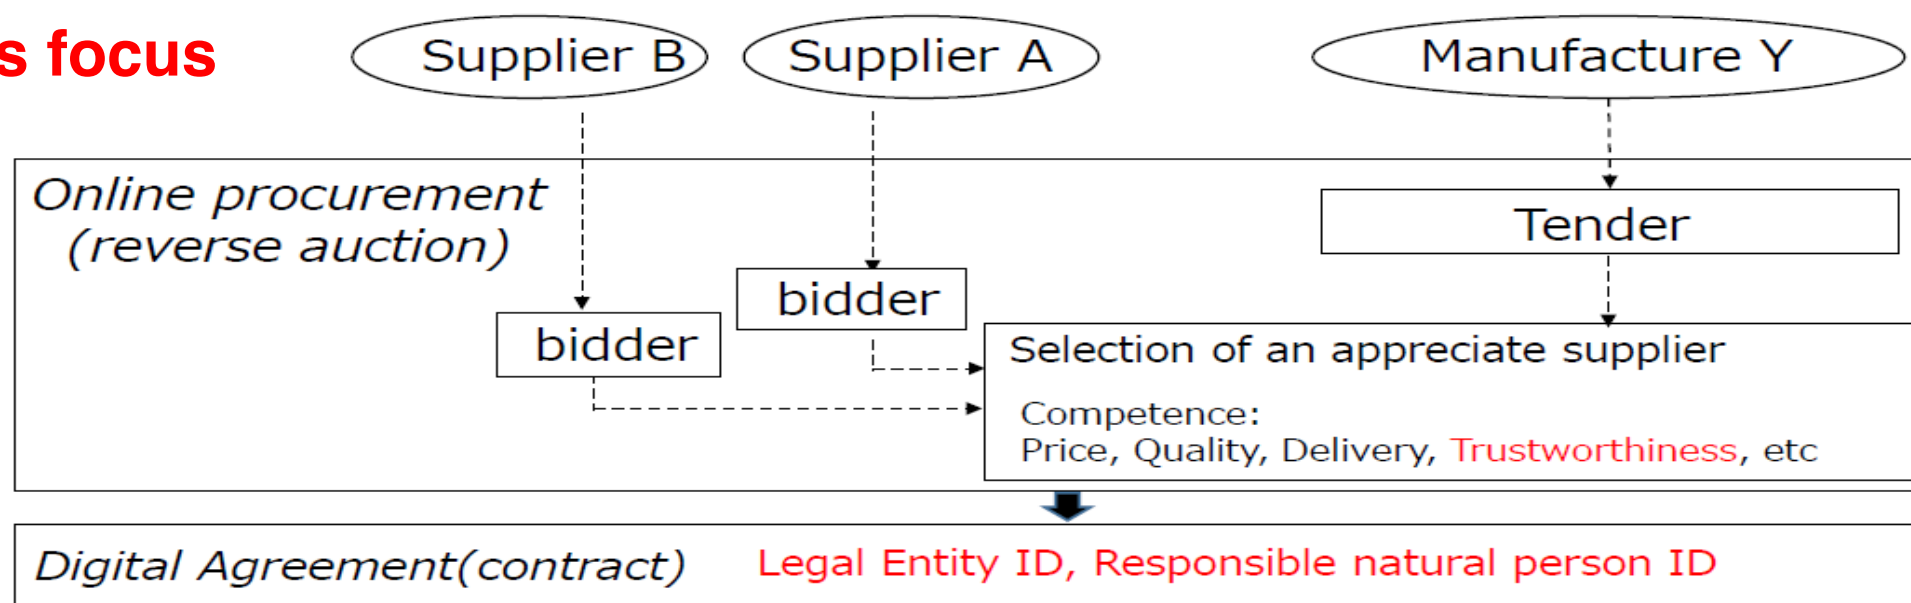 s focus
Supplier B
Supplier A
Manufacture Y
Online procurement
(reverse auction)
Tender
bidder
bidder
Selection of an appreciate supplier
Competence:
Price, Quality, Delivery, Trustworthiness, etc
Digital Agreement(contract)
Legal Entity ID, Responsible natural person ID